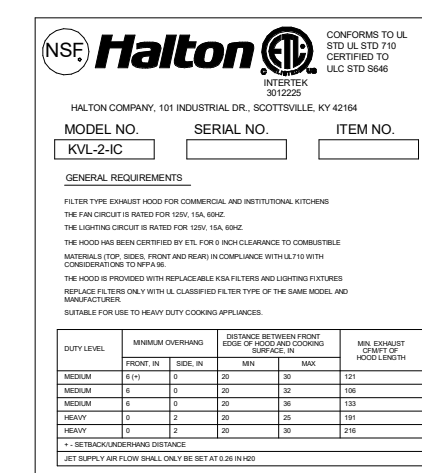 NSF
Halton
ETL
C LISTED US
INTERTEK
3012225
CONFORMS TO UL
STD UL STD 710
CERTIFIED TO
ULC STD S646
HALTON COMPANY, 101 INDUSTRIAL DR., SCOTTSVILLE, KY 42164
MODEL NO. SERIAL NO. ITEM NO.
KVL-2-IC
GENERAL REQUIREMENTS
FILTER TYPE EXHAUST HOOD FOR COMMERCIAL AND INSTITUTIONAL KITCHENS
THE FAN CIRCUIT IS RATED FOR 125V, 15A, 60HZ.
THE LIGHTING CIRCUIT IS RATED FOR 125V, 15A, 60HZ.
THE HOOD HAS BEEN CERTIFIED BY ETL FOR 0 INCH CLEARANCE TO COMBUSTIBLE
MATERIALS (TOP, SIDES, FRONT AND REAR) IN COMPLIANCE WITH UL710 WITH
CONSIDERATIONS TO NFPA 96.
THE HOOD IS PROVIDED WITH REPLACEABLE KSA FILTERS AND LIGHTING FIXTURES
REPLACE FILTERS ONLY WITH UL CLASSIFIED FILTER TYPE OF THE SAME MODEL AND
MANUFACTURER.
SUITABLE FOR USE TO HEAVY DUTY COOKING APPLIANCES.
DUTY LEVEL
MINIMUM OVERHANG
DISTANCE BETWEEN FRONT
EDGE OF HOOD AND COOKING
SURFACE, IN
MIN. EXHAUST
CFM/FT OF
HOOD LENGTH
FRONT, IN SIDE, IN MIN MAX
MEDIUM 6 (+) 0 20 30 121
MEDIUM 6 0 20 32 106
MEDIUM 6 0 20 36 133
HEAVY 0 2 20 25 191
HEAVY 0 2 20 30 216
+ - SETBACK/UNDERHANG DISTANCE
JET SUPPLY AIR FLOW SHALL ONLY BE SET AT 0.26 IN H20